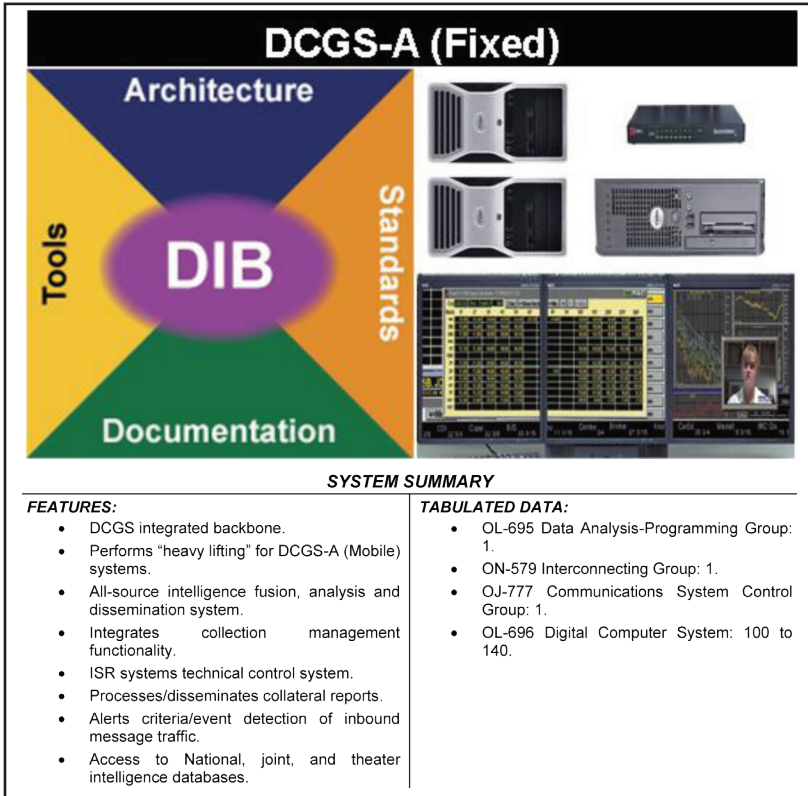 DCGS-A (Fixed)
Architecture
Tools
DIB
Standards
Documentation
SYSTEM SUMMARY
FEATURES:
• DCGS integrated backbone.
• Performs “heavy lifting” for DCGS-A (Mobile)
systems.
• All-source intelligence fusion, analysis and
dissemination system.
• Integrates collection management
functionality.
• ISR systems technical control system.
• Processes/disseminates collateral reports.
• Alerts criteria/event detection of inbound
message traffic.
• Access to National, joint, and theater
intelligence databases.
TABULATED DATA:
• OL-695 Data Analysis-Programming Group:
1.
• ON-579 Interconnecting Group: 1.
• OJ-777 Communications System Control
Group: 1.
• OL-696 Digital Computer System: 100 to
140.